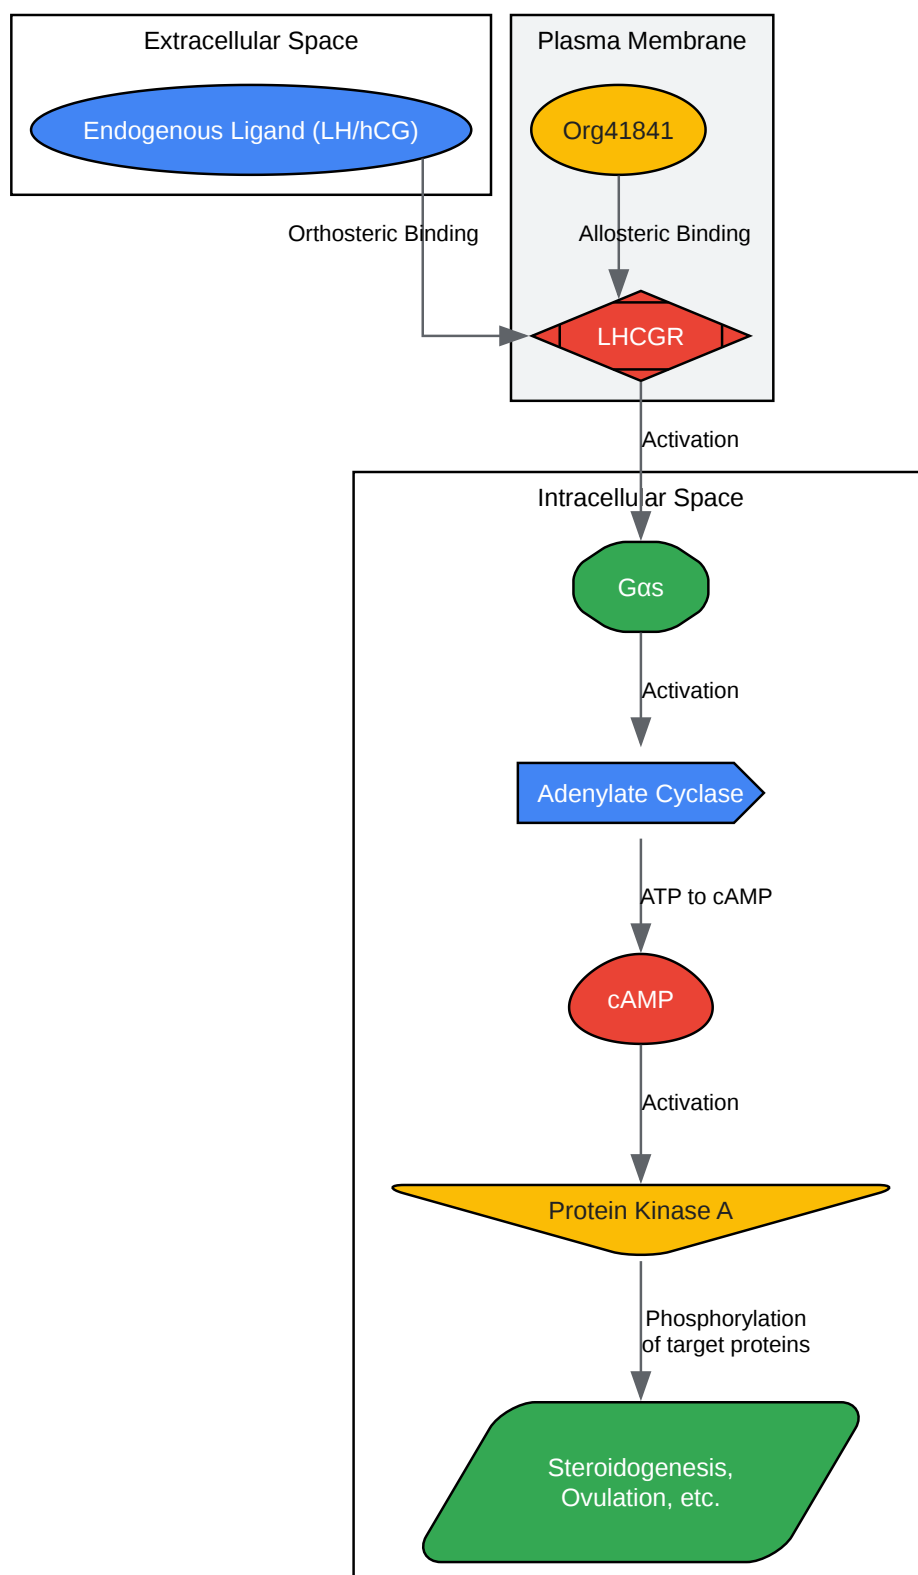 Extracellular Space
Plasma Membrane
Endogenous Ligand (LH/hCG)
Org41841
Orthosteric Binding
Allosteric Binding
LHCGR
Activation
Intracellular Space
Gαs
Activation
Adenylate Cyclase
ATP to cAMP
cAMP
Activation
Protein Kinase A
Phosphorylation
of target proteins
Steroidogenesis,
Ovulation, etc.